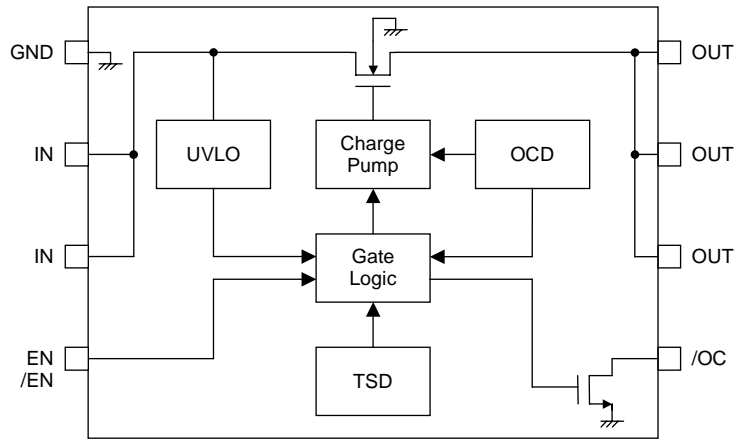 GND
OUT
IN
UVLO
Charge
Pump
OCD
OUT
IN
Gate
Logic
OUT
EN
/EN
TSD
/OC